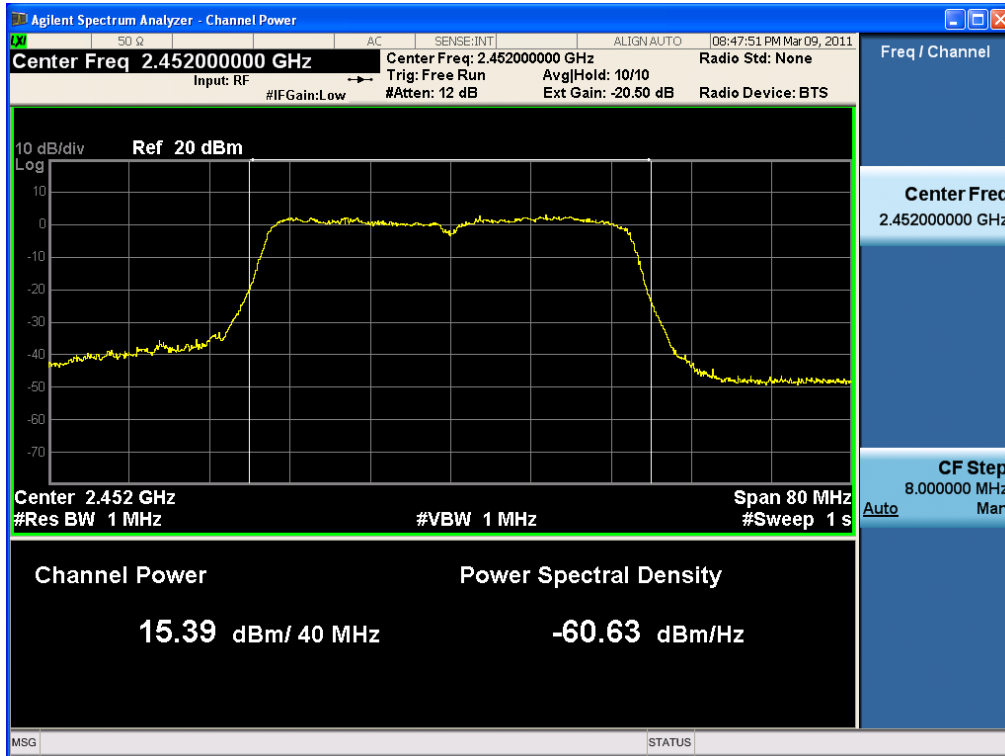 Agilent Spectrum Analyzer - Channel Power
LXI 50 Ω AC SENSE:INT ALIGN AUTO 08:47:51 PM Mar 09, 2011
Center Freq 2.452000000 GHz
Input: RF
#IFGain:Low
Center Freq: 2.452000000 GHz
Trig: Free Run Avg|Hold: 10/10
#Atten: 12 dB Ext Gain: -20.50 dB
Radio Std: None
Radio Device: BTS
Freq / Channel
10 dB/div Ref 20 dBm
Log
10
0
-10
-20
-30
-40
-50
-60
-70
Center 2.452 GHz Span 80 MHz
#Res BW 1 MHz #VBW 1 MHz #Sweep 1 s
Center Freq
2.452000000 GHz
CF Step
8.000000 MHz
Auto Man
Channel Power
15.39 dBm/ 40 MHz
Power Spectral Density
-60.63 dBm/Hz
MSG STATUS